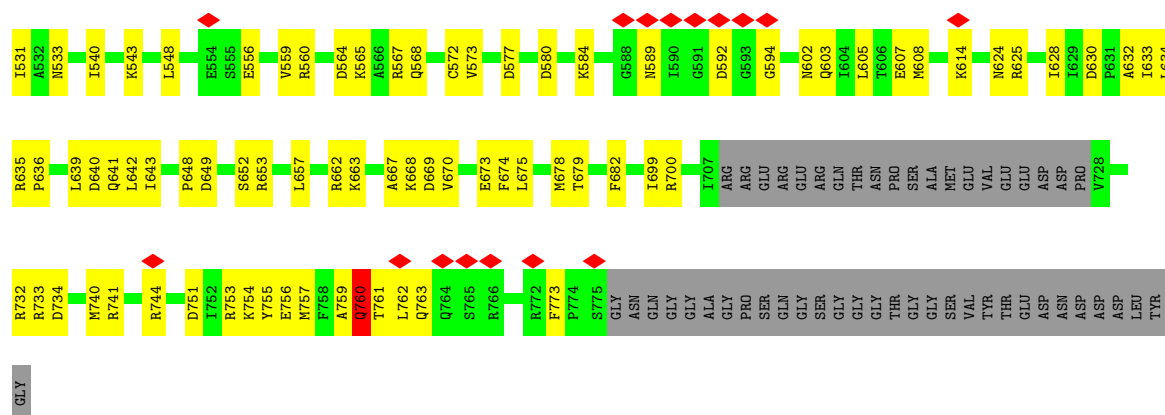 I531 A532 N533 I540 K543 L548 E554 S555 E556 V559 R560 D564 K565 A566 R567 Q568 C572 V573 D577 D580 K584 G588 N589 I590 G591 D592 G593 G594 N602 Q603 I604 L605 T606 E607 M608 K614 N624 R625 I628 I629 D630 P631 A632 I633 L634
R635 P636 L639 D640 Q641 L642 I643 P648 D649 S652 R653 L657 R662 K663 A667 K668 D669 V670 E673 F674 L675 M678 T679 F682 I699 R700 I707 ARG ARG GLU ARG GLU ARG GLN THR ASN PRO SER ALA MET GLU VAL GLU GLU ASP ASP PRO V728
R732 R733 D734 M740 R741 R744 D751 I752 R753 K754 Y755 E756 M757 F758 A759 Q760 T761 L762 Q763 Q764 S765 R766 R772 F773 P774 S775 GLY ASN GLN GLY GLY ALA GLY PRO SER GLN GLY SER GLY GLY GLY THR GLY GLY SER VAL TYR THR GLU ASP ASN ASP ASP ASP LEU TYR
GLY